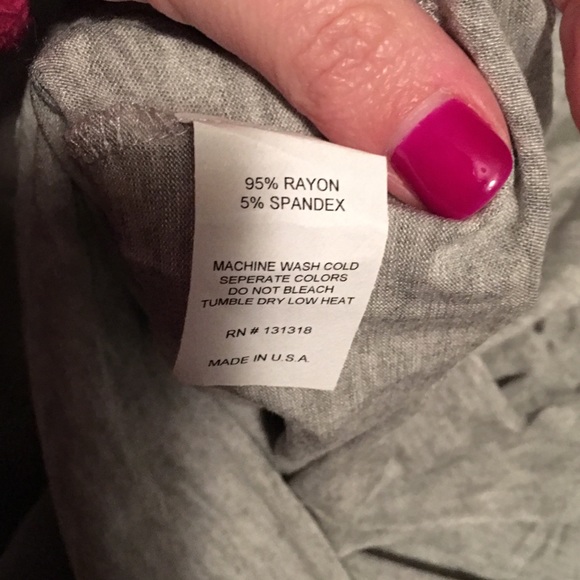 95% RAYON
5% SPANDEX
MACHINE WASH COLD
SEPERATE COLORS
DO NOT BLEACH
TUMBLE DRY LOW HEAT
RN # 131318
MADE IN U.S.A.